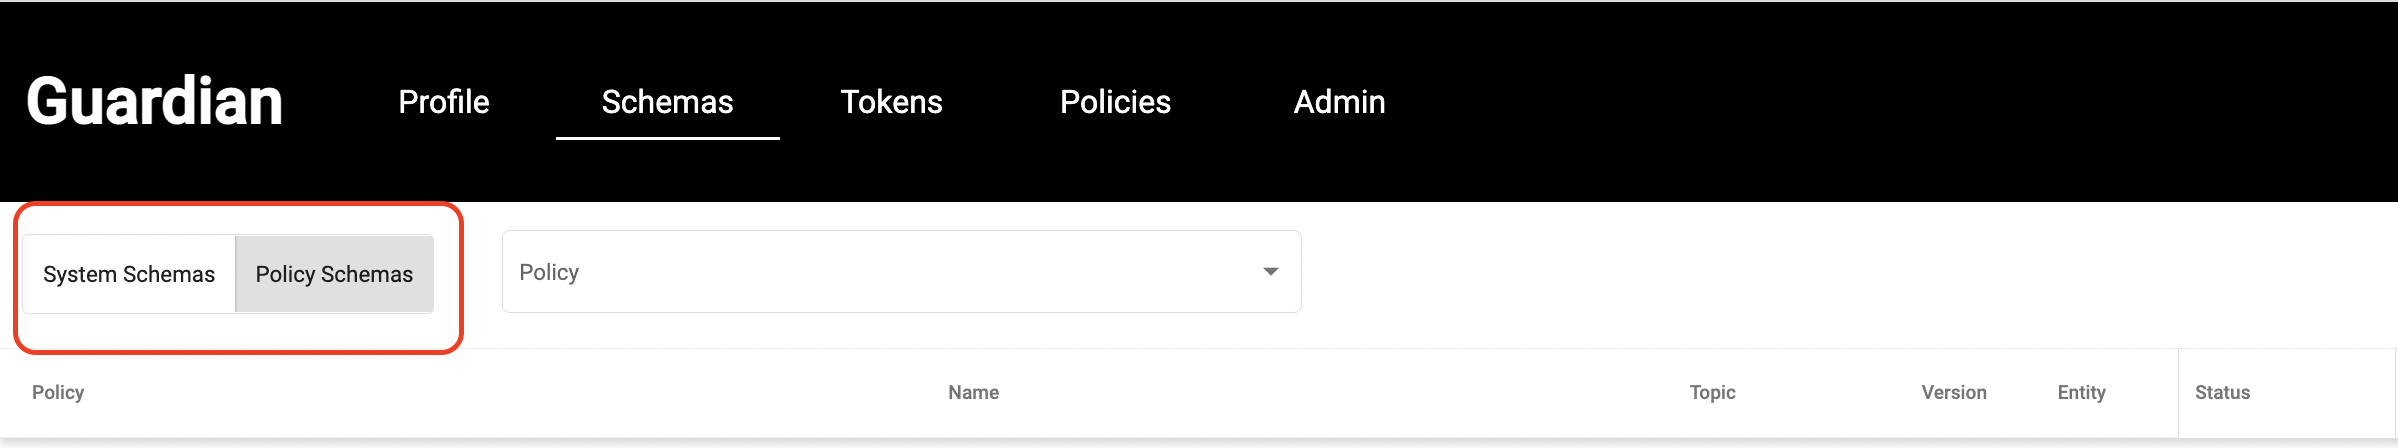 Guardian Profile Schemas Tokens Policies Admin
System Schemas Policy Schemas Policy
Policy Name Topic Version Entity Status